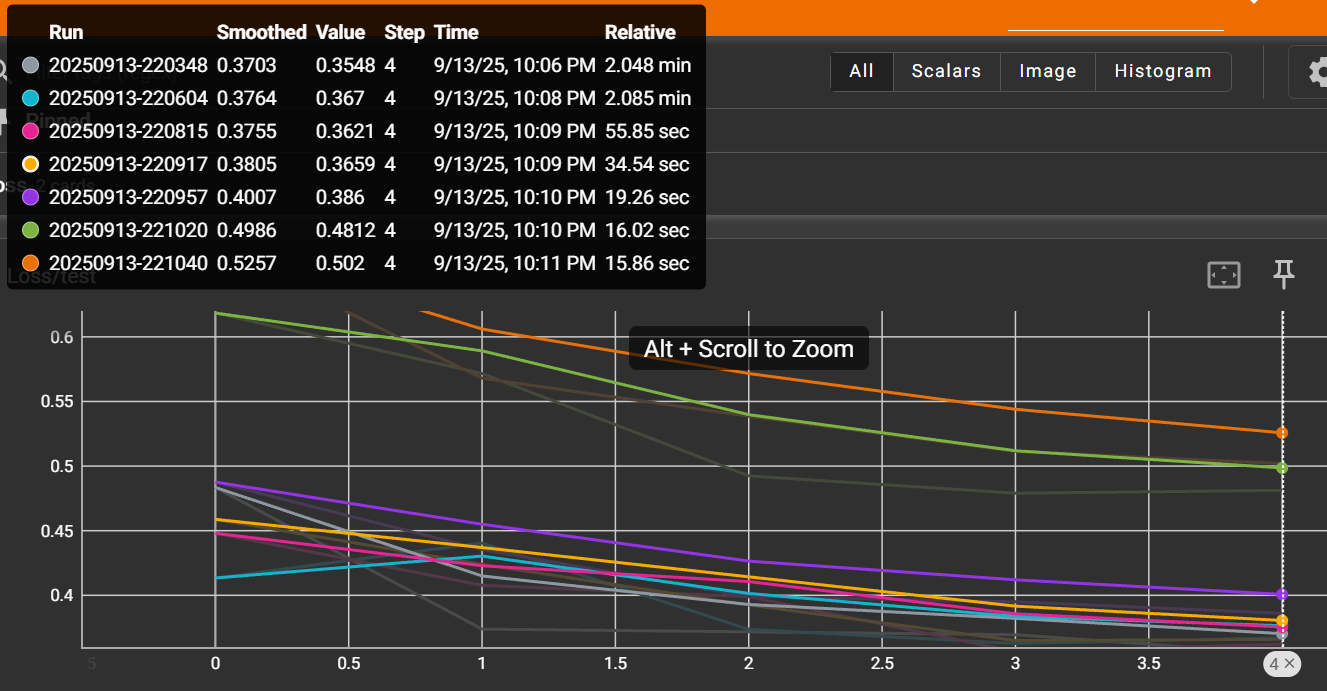 Run Smoothed Value Step Time Relative
20250913-220348 0.3703 0.3548 4 9/13/25, 10:06 PM 2.048 min
20250913-220604 0.3764 0.367 4 9/13/25, 10:08 PM 2.085 min
20250913-220815 0.3755 0.3621 4 9/13/25, 10:09 PM 55.85 sec
20250913-220917 0.3805 0.3659 4 9/13/25, 10:09 PM 34.54 sec
20250913-220957 0.4007 0.386 4 9/13/25, 10:10 PM 19.26 sec
20250913-221020 0.4986 0.4812 4 9/13/25, 10:10 PM 16.02 sec
20250913-221040 0.5257 0.502 4 9/13/25, 10:11 PM 15.86 sec
All Scalars Image Histogram
Pinned
2 cards
Loss/test
Alt + Scroll to Zoom
0.6
0.55
0.5
0.45
0.4
5 0 0.5 1 1.5 2 2.5 3 3.5 4 ×